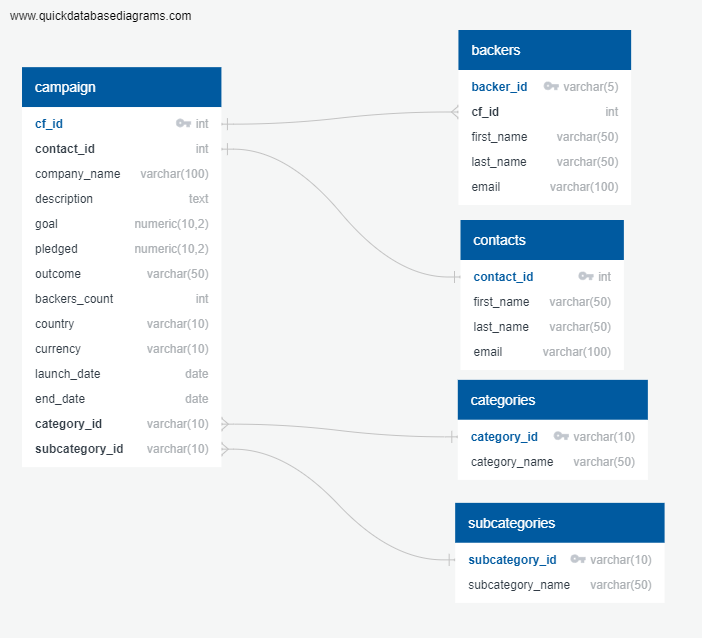 www.quickdatabasediagrams.com
campaign
cf_id int
contact_id int
company_name varchar(100)
description text
goal numeric(10,2)
pledged numeric(10,2)
outcome varchar(50)
backers_count int
country varchar(10)
currency varchar(10)
launch_date date
end_date date
category_id varchar(10)
subcategory_id varchar(10)
backers
backer_id varchar(5)
cf_id int
first_name varchar(50)
last_name varchar(50)
email varchar(100)
contacts
contact_id int
first_name varchar(50)
last_name varchar(50)
email varchar(100)
categories
category_id varchar(10)
category_name varchar(50)
subcategories
subcategory_id varchar(10)
subcategory_name varchar(50)